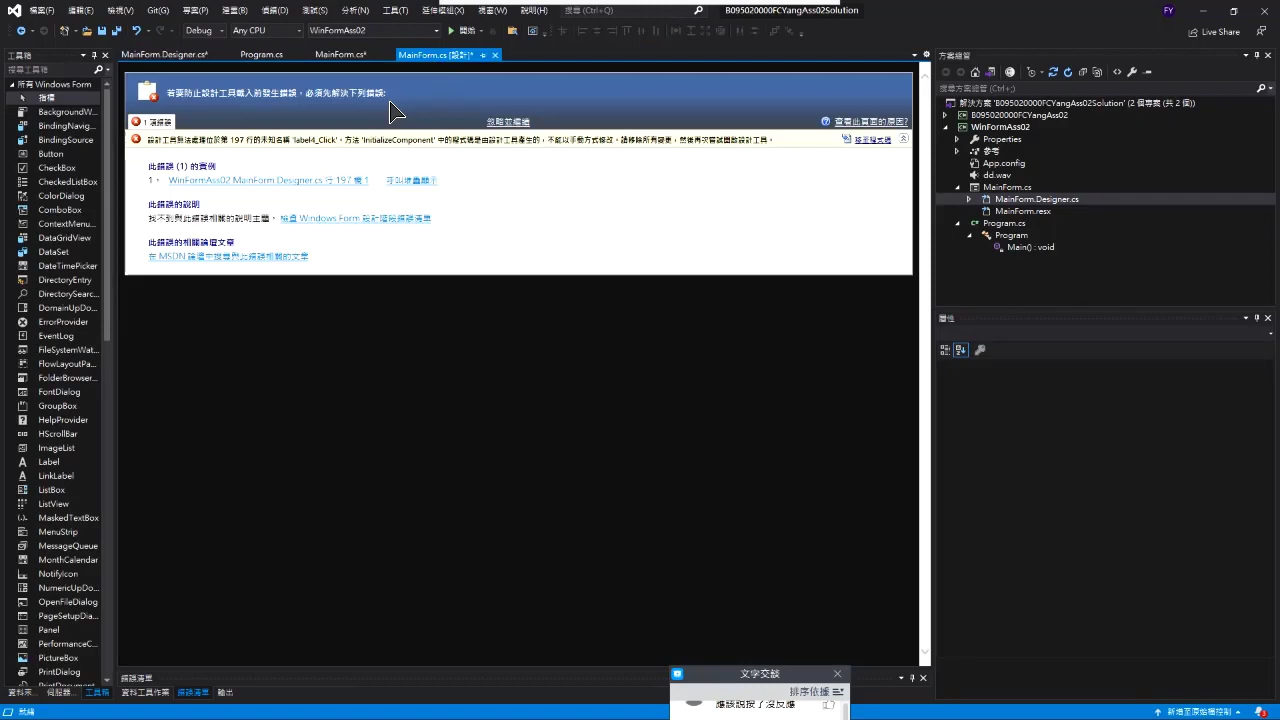 檔案(F) 編輯(E) 檢視(V) Git(G) 專案(P) 建置(B) 偵錯(D) 測試(S) 分析(N) 工具(T) 延伸模組(X) 視窗(W) 說明(H) 搜尋 (Ctrl+Q) B095020000FCYangAss02Solution FY
Debug Any CPU WinFormAss02 開始 Live Share
工具箱
搜尋工具箱
所有 Windows Form
指標
BackgroundW...
BindingNavig...
BindingSource
Button
CheckBox
CheckedListBox
ColorDialog
ComboBox
ContextMenu...
DataGridView
DataSet
DateTimePicker
DirectoryEntry
DirectorySearc...
DomainUpDo...
ErrorProvider
EventLog
FileSystemWat...
FlowLayoutPa...
FolderBrowser...
FontDialog
GroupBox
HelpProvider
HScrollBar
ImageList
Label
LinkLabel
ListBox
ListView
MaskedTextBox
MenuStrip
MessageQueue
MonthCalendar
NotifyIcon
NumericUpDo...
OpenFileDialog
PageSetupDia...
Panel
PerformanceC...
PictureBox
PrintDialog
資料來... 伺服器... 工具箱
MainForm.Designer.cs* Program.cs MainForm.cs* MainForm.cs [設計]*
若要防止設計工具載入前發生錯誤，必須先解決下列錯誤:
1 項錯誤 忽略並繼續 查看此頁面的原因?
設計工具無法處理位於第 197 行的未知名稱 'label4_Click'。方法 'InitializeComponent' 中的程式碼是由設計工具產生的，不能以手動方式修改。請移除所有變更，然後再次嘗試開啟設計工具。 移至程式碼
此錯誤 (1) 的實例
1。 WinFormAss02 MainForm.Designer.cs 行 197 欄 1 呼叫堆疊顯示
此錯誤的說明
找不到與此錯誤相關的說明主題。 檢查 Windows Form 設計階段錯誤清單
此錯誤的相關論壇文章
在 MSDN 論壇中搜尋與此錯誤相關的文章
錯誤清單
資料工具作業 錯誤清單 輸出
方案總管
搜尋方案總管 (Ctrl+;)
解決方案 'B095020000FCYangAss02Solution' (2 個專案 (共 2 個))
B095020000FCYangAss02
WinFormAss02
Properties
參考
App.config
dd.wav
MainForm.cs
MainForm.Designer.cs
MainForm.resx
Program.cs
Program
Main() : void
屬性
文字交談
排序依據
應該說按了沒反應
就緒 新增至原始檔控制